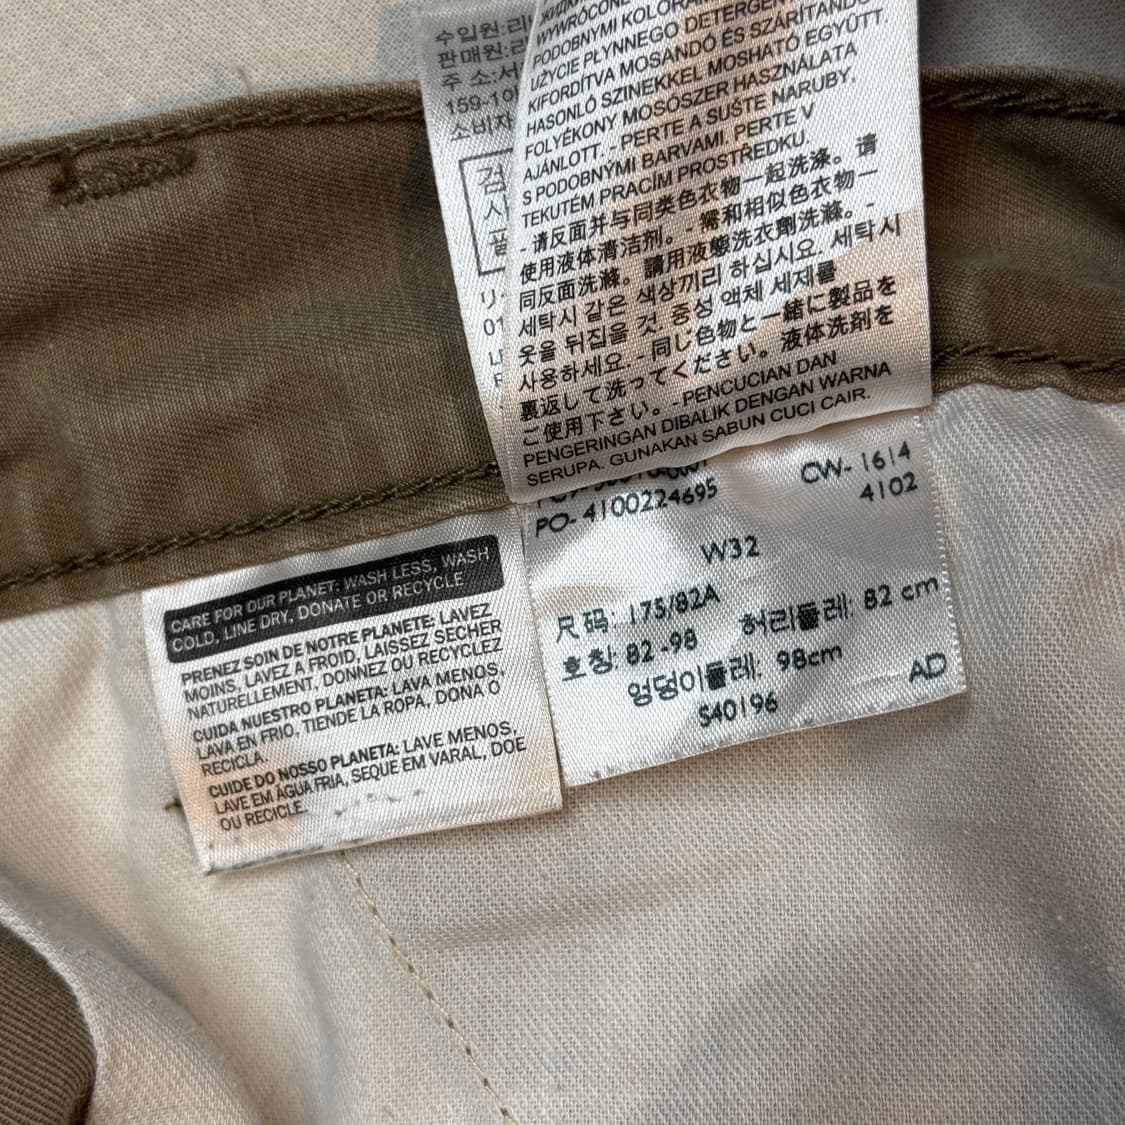 수입원:리
판매원:
주 소:서
159-10
소비자
검
사
필
01
PODOBNYMI KOLORA
UŻYCIE PŁYNNEGO DETERGEN
KIFORDÍTVA MOSANDÓ ÉS SZÁRÍTANDÓ
HASONLÓ SZINEKKEL MOSHATÓ EGYÜTT.
FOLYÉKONY MOSÓSZER HASZNÁLATA
AJÁNLOTT. - PERTE A SUŠTE NARUBY.
S PODOBNÝMI BARVAMI. PERTE V
TEKUTÉM PRACÍM PROSTŘEDKU.
- 请反面并与同类色衣物一起洗涤。请
使用液体清洁剂。- 需和相似色衣物一
同反面洗滌。請用液態洗衣劑洗滌。-
세탁시 같은 색상끼리 하십시요. 세탁시
옷을 뒤집을 것. 중성 액체 세제를
사용하세요. - 同じ色物と一緒に製品を
裏返して洗ってください。液体洗剤を
ご使用下さい。- PENCUCIAN DAN
PENGERINGAN DIBALIK DENGAN WARNA
SERUPA. GUNAKAN SABUN CUCI CAIR.
CARE FOR OUR PLANET: WASH LESS, WASH
COLD, LINE DRY, DONATE OR RECYCLE
PRENEZ SOIN DE NOTRE PLANETE: LAVEZ
MOINS, LAVEZ A FROID, LAISSEZ SECHER
NATURELLEMENT, DONNEZ OU RECYCLEZ
CUIDA NUESTRO PLANETA: LAVA MENOS,
LAVA EN FRIO, TIENDE LA ROPA, DONA O
RECICLA.
CUIDE DO NOSSO PLANETA: LAVE MENOS,
LAVE EM ÁGUA FRIA, SEQUE EM VARAL, DOE
OU RECICLE.
CW- 1614
PO- 4100224695 4102
W32
尺码: 175/82A 허리둘레: 82 cm
호칭: 82 -98
엉덩이둘레: 98cm AD
S40196